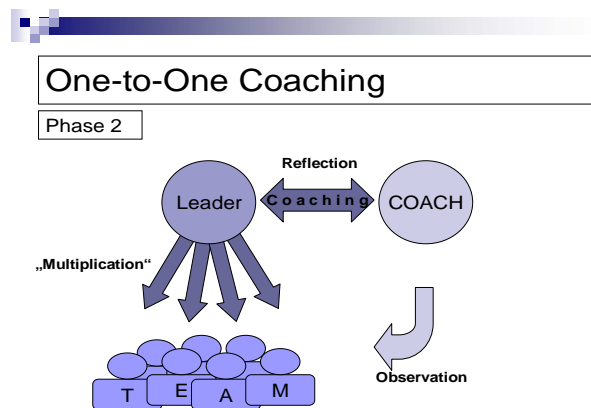 One-to-One Coaching
Phase 2
Reflection
Leader
Coaching
COACH
„Multiplication“
Observation
T E A M